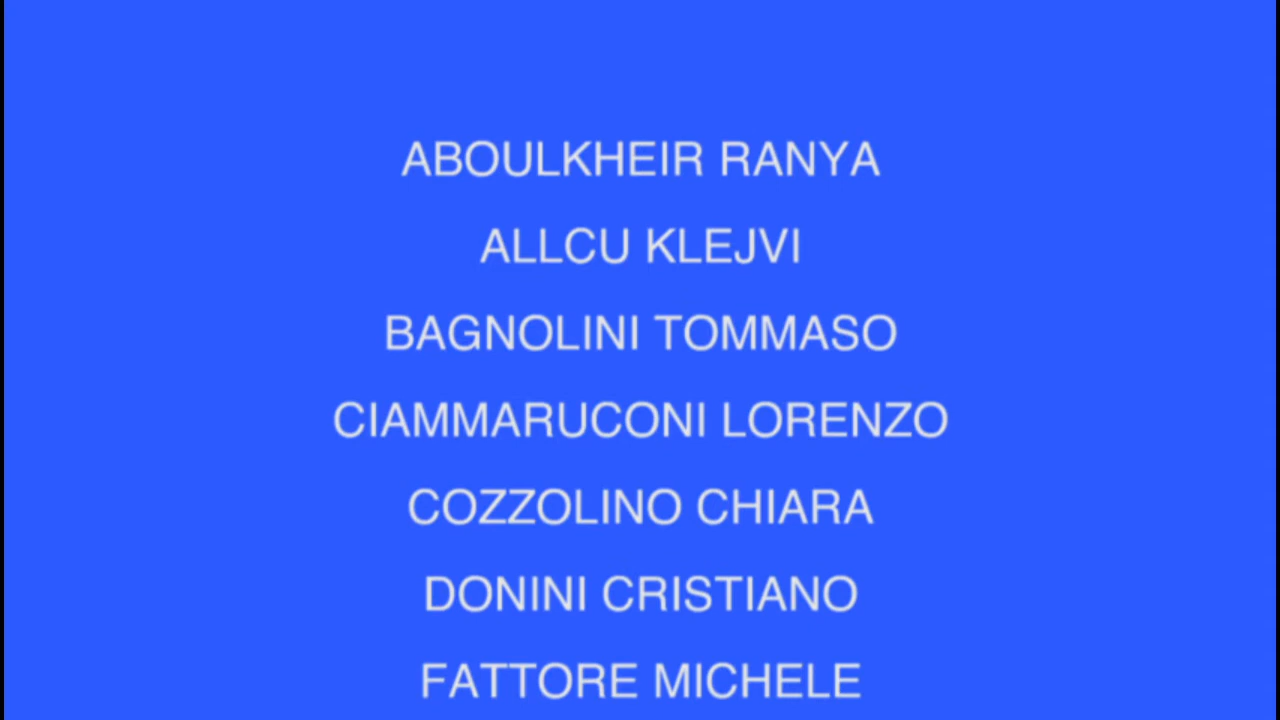 ABOULKHEIR RANYA
ALLCU KLEJVI
BAGNOLINI TOMMASO
CIAMMARUCONI LORENZO
COZZOLINO CHIARA
DONINI CRISTIANO
FATTORE MICHELE